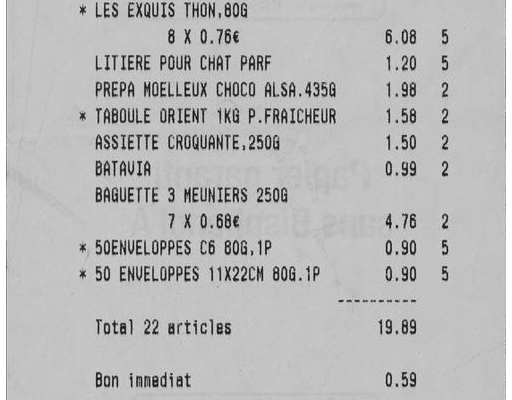 * LES EXQUIS THON,80G
8 X 0.76€ 6.08 5
LITIERE POUR CHAT PARF 1.20 5
PREPA MOELLEUX CHOCO ALSA.435G 1.98 2
* TABOULE ORIENT 1KG P.FRAICHEUR 1.58 2
ASSIETTE CROQUANTE,250G 1.50 2
BATAVIA 0.99 2
BAGUETTE 3 MEUNIERS 250G
7 X 0.68€ 4.76 2
* 50ENVELOPPES C6 80G,1P 0.90 5
* 50 ENVELOPPES 11X22CM 80G.1P 0.90 5
----------
Total 22 articles 19.89
Bon immediat 0.59